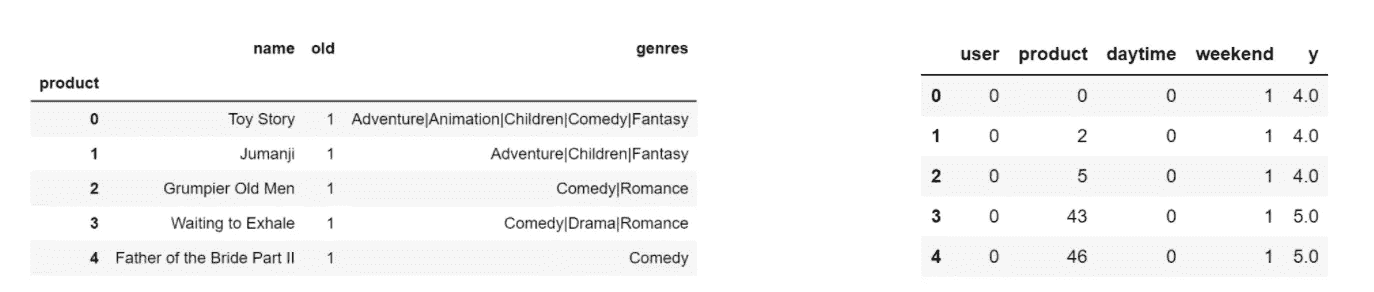 name old genres
product
0 Toy Story 1 Adventure|Animation|Children|Comedy|Fantasy
1 Jumanji 1 Adventure|Children|Fantasy
2 Grumpier Old Men 1 Comedy|Romance
3 Waiting to Exhale 1 Comedy|Drama|Romance
4 Father of the Bride Part II 1 Comedy
user product daytime weekend y
0 0 0 0 1 4.0
1 0 2 0 1 4.0
2 0 5 0 1 4.0
3 0 43 0 1 5.0
4 0 46 0 1 5.0